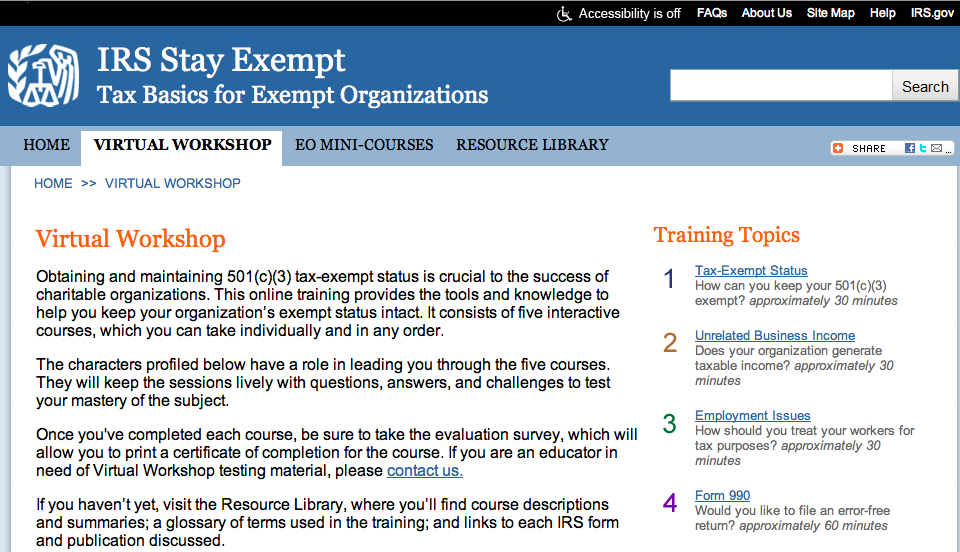 Accessibility is off FAQs About Us Site Map Help IRS.gov
IRS Stay Exempt
Tax Basics for Exempt Organizations
Search
HOME VIRTUAL WORKSHOP EO MINI-COURSES RESOURCE LIBRARY
SHARE ...
HOME >> VIRTUAL WORKSHOP
Virtual Workshop
Obtaining and maintaining 501(c)(3) tax-exempt status is crucial to the success of
charitable organizations. This online training provides the tools and knowledge to
help you keep your organization's exempt status intact. It consists of five interactive
courses, which you can take individually and in any order.
The characters profiled below have a role in leading you through the five courses.
They will keep the sessions lively with questions, answers, and challenges to test
your mastery of the subject.
Once you've completed each course, be sure to take the evaluation survey, which will
allow you to print a certificate of completion for the course. If you are an educator in
need of Virtual Workshop testing material, please contact us.
If you haven't yet, visit the Resource Library, where you'll find course descriptions
and summaries; a glossary of terms used in the training; and links to each IRS form
and publication discussed.
Training Topics
1 Tax-Exempt Status
How can you keep your 501(c)(3)
exempt? approximately 30 minutes
2 Unrelated Business Income
Does your organization generate
taxable income? approximately 30
minutes
3 Employment Issues
How should you treat your workers for
tax purposes? approximately 30
minutes
4 Form 990
Would you like to file an error-free
return? approximately 60 minutes